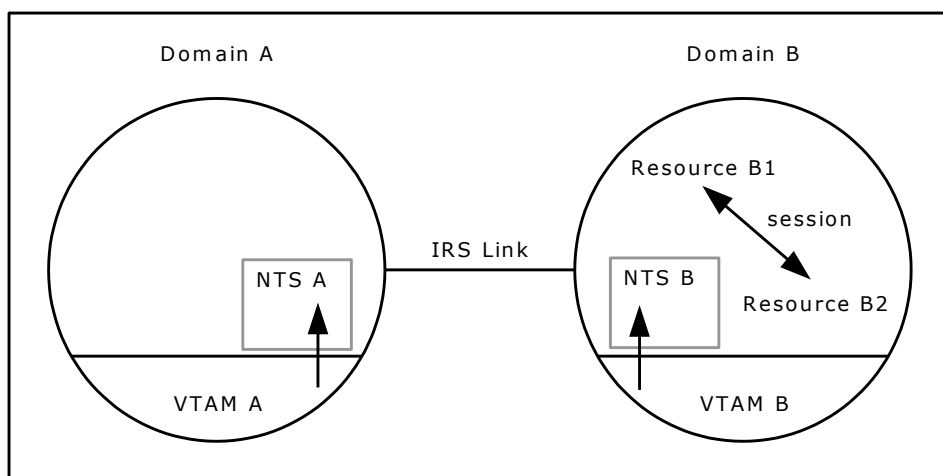 Domain A
Domain B
Resource B1
session
IRS Link
NTS A
NTS B
Resource B2
VTAM A
VTAM B